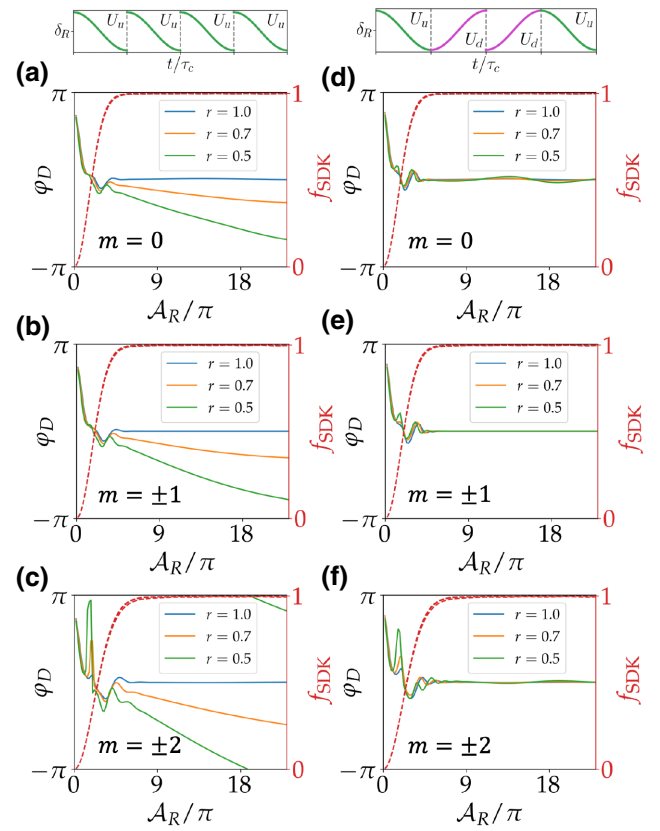 δ_R U_u U_u U_u U_u
t/τ_c
δ_R U_u U_d U_d U_u
t/τ_c
(a)
π 1
r = 1.0
r = 0.7
r = 0.5
φ_D f_SDK
m = 0
−π 0
0 9 18
𝒜_R/π
(d)
π 1
r = 1.0
r = 0.7
r = 0.5
φ_D f_SDK
m = 0
−π 0
0 9 18
𝒜_R/π
(b)
π 1
r = 1.0
r = 0.7
r = 0.5
φ_D f_SDK
m = ±1
−π 0
0 9 18
𝒜_R/π
(e)
π 1
r = 1.0
r = 0.7
r = 0.5
φ_D f_SDK
m = ±1
−π 0
0 9 18
𝒜_R/π
(c)
π 1
r = 1.0
r = 0.7
r = 0.5
φ_D f_SDK
m = ±2
−π 0
0 9 18
𝒜_R/π
(f)
π 1
r = 1.0
r = 0.7
r = 0.5
φ_D f_SDK
m = ±2
−π 0
0 9 18
𝒜_R/π